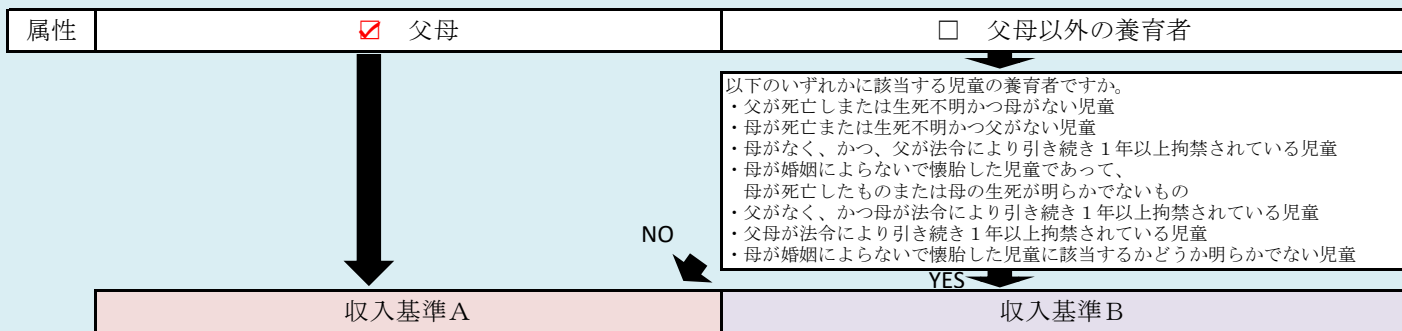 属性
☑ 父母
□ 父母以外の養育者
以下のいずれかに該当する児童の養育者ですか。
・父が死亡しまたは生死不明かつ母がない児童
・母が死亡または生死不明かつ父がない児童
・母がなく、かつ、父が法令により引き続き１年以上拘禁されている児童
・母が婚姻によらないで懐胎した児童であって、
母が死亡したものまたは母の生死が明らかでないもの
・父がなく、かつ母が法令により引き続き１年以上拘禁されている児童
・父母が法令により引き続き１年以上拘禁されている児童
・母が婚姻によらないで懐胎した児童に該当するかどうか明らかでない児童
NO
YES
収入基準Ａ
収入基準Ｂ